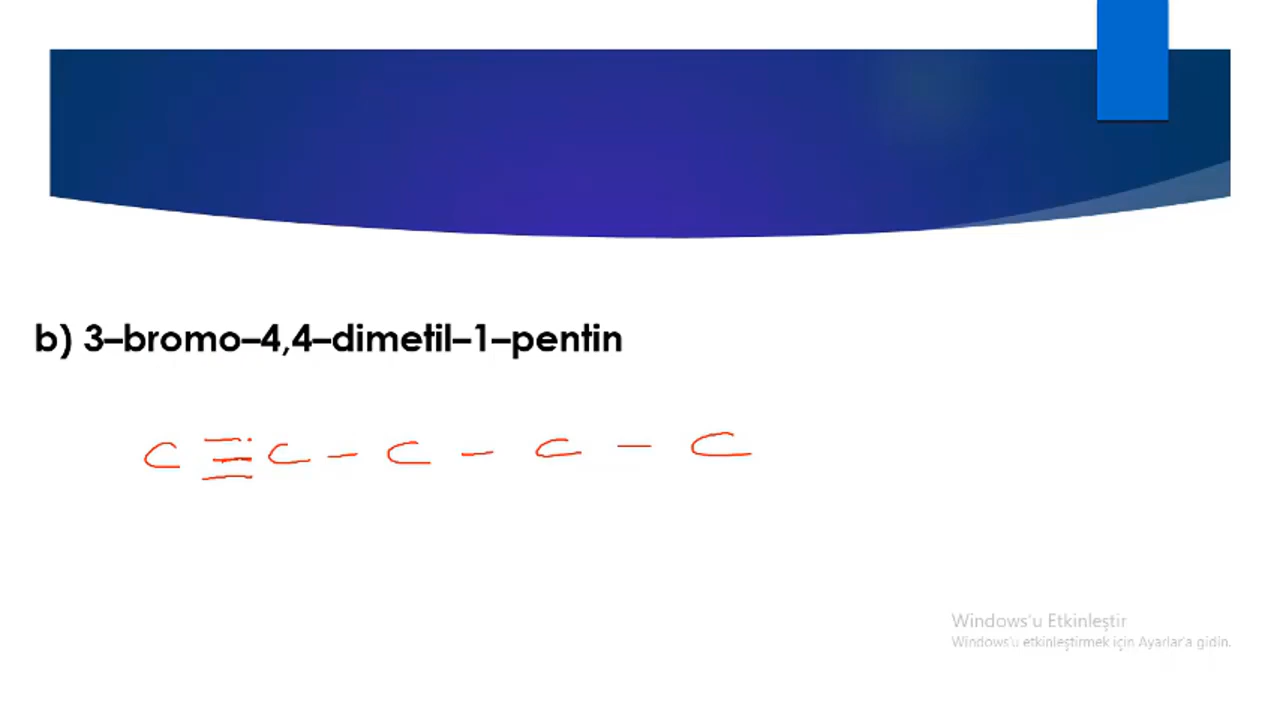 b) 3–bromo–4,4–dimetil–1–pentin
C ≡ C – C – C – C
Windows'u Etkinleştir
Windows'u etkinleştirmek için Ayarlar'a gidin.